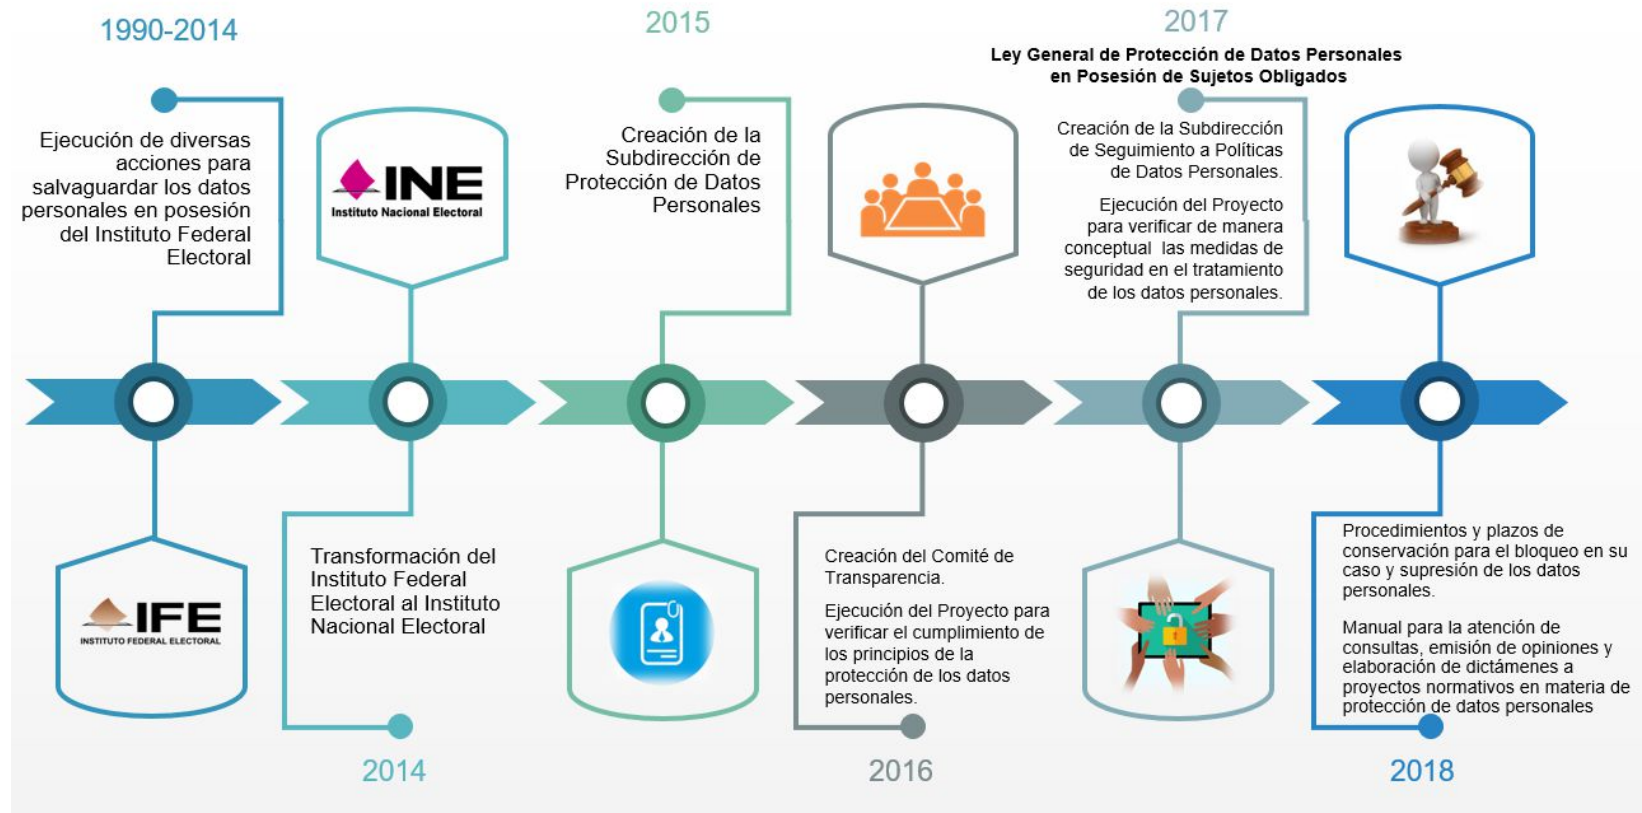 1990-2014
Ejecución de diversas
acciones para
salvaguardar los datos
personales en posesión
del Instituto Federal
Electoral
IFE
INSTITUTO FEDERAL ELECTORAL
INE
Instituto Nacional Electoral
Transformación del
Instituto Federal
Electoral al Instituto
Nacional Electoral
2014
2015
Creación de la
Subdirección de
Protección de Datos
Personales
Creación del Comité de
Transparencia.
Ejecución del Proyecto para
verificar el cumplimiento de
los principios de la
protección de los datos
personales.
2016
2017
Ley General de Protección de Datos Personales
en Posesión de Sujetos Obligados
Creación de la Subdirección
de Seguimiento a Políticas
de Datos Personales.
Ejecución del Proyecto
para verificar de manera
conceptual las medidas de
seguridad en el tratamiento
de los datos personales.
Procedimientos y plazos de
conservación para el bloqueo en su
caso y supresión de los datos
personales.
Manual para la atención de
consultas, emisión de opiniones y
elaboración de dictámenes a
proyectos normativos en materia de
protección de datos personales
2018